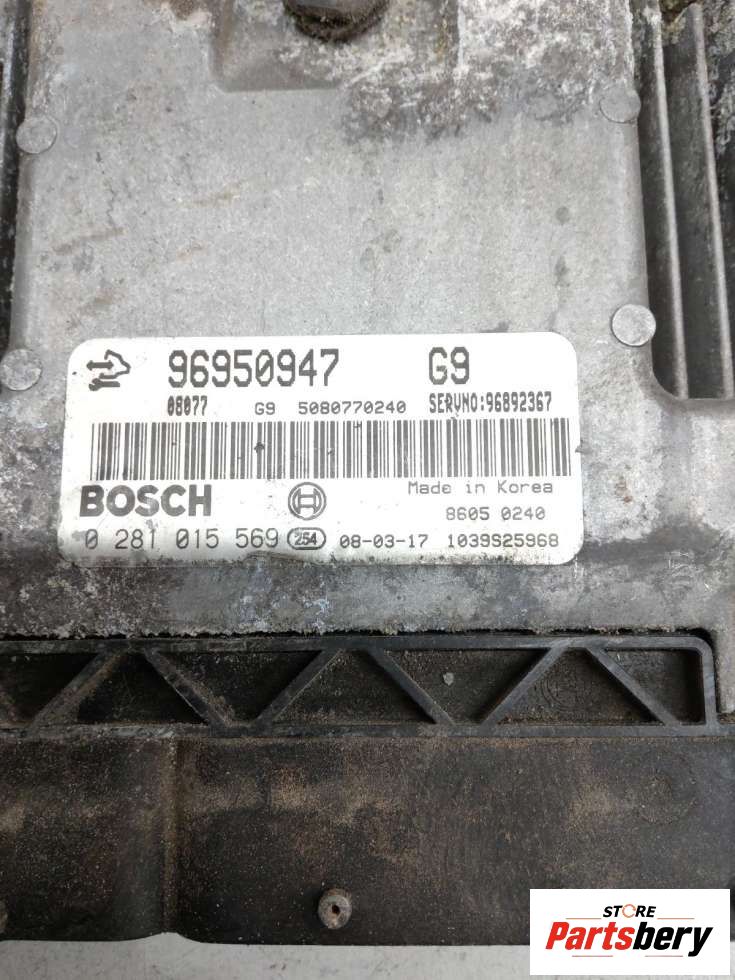 96950947 G9
08077 G9 5080770240 SERVNO:96892367
Made in Korea
BOSCH
8605 0240
0 281 015 569 254 08-03-17 1039S25968
STORE
Partsbery